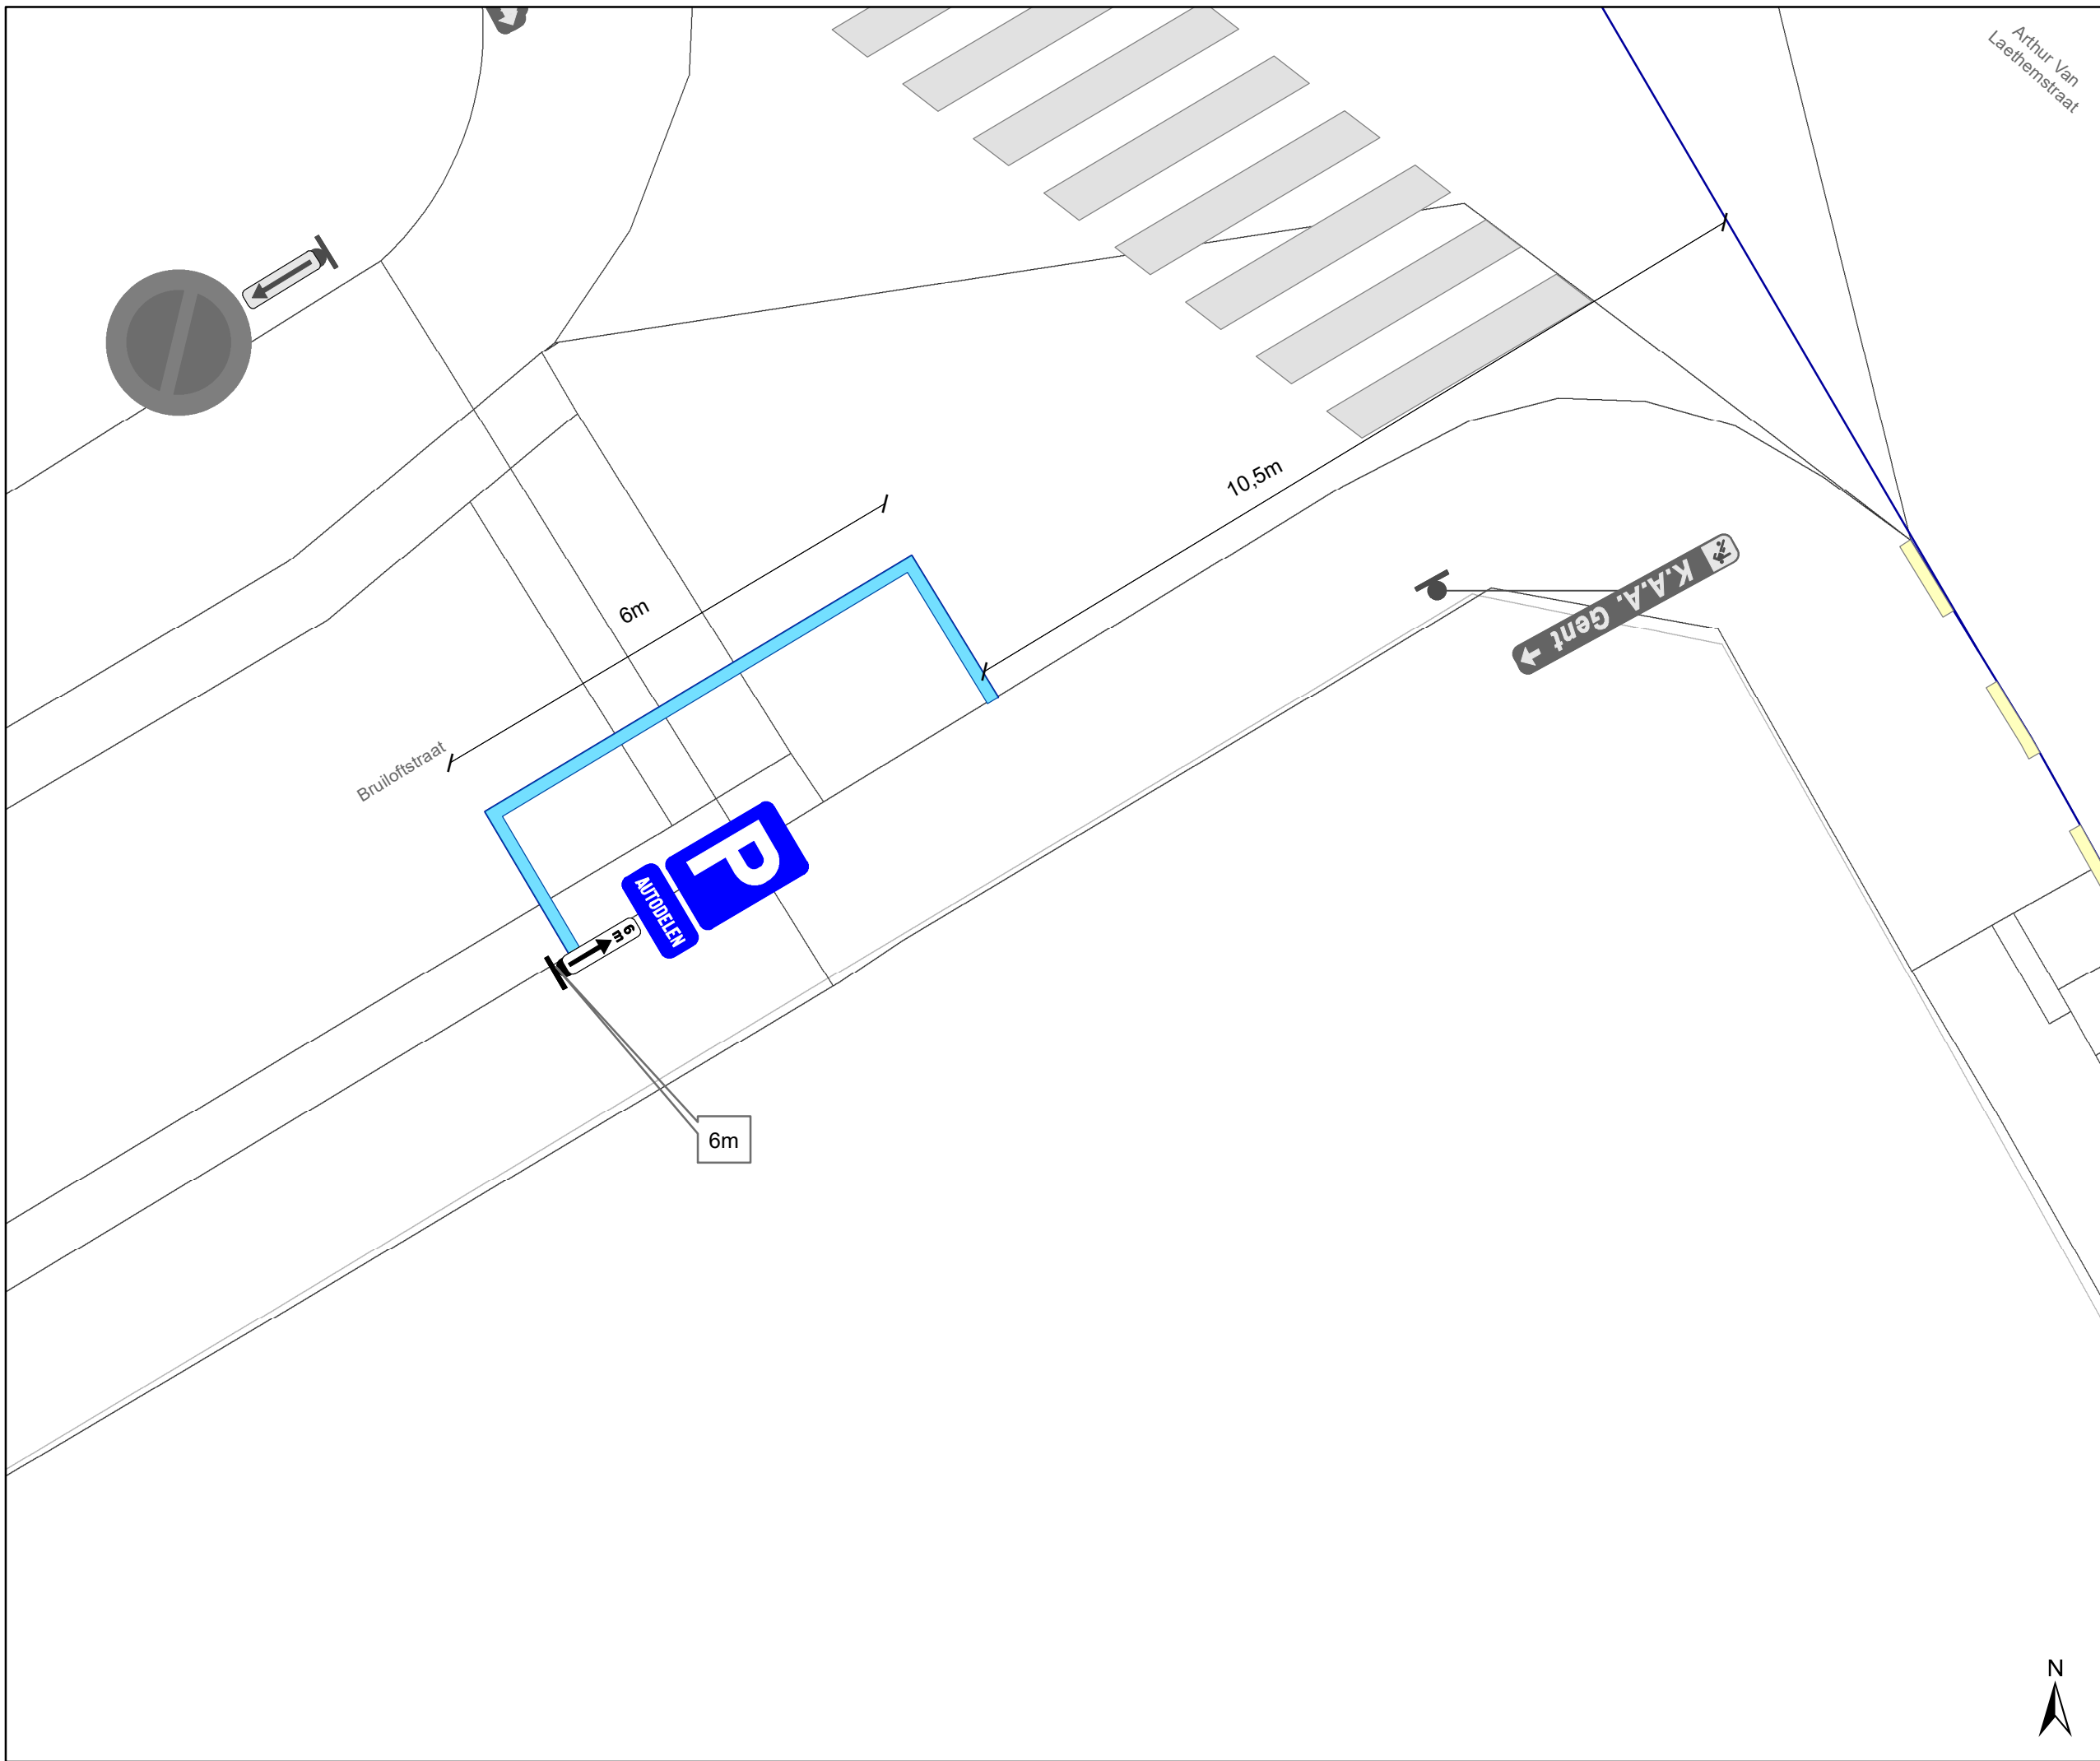 Arthur Van
Laethemstraat
10,5m
K.A.A. Gent
6m
Bruiloftstraat
P
AUTODELEN
6 m
6m
N